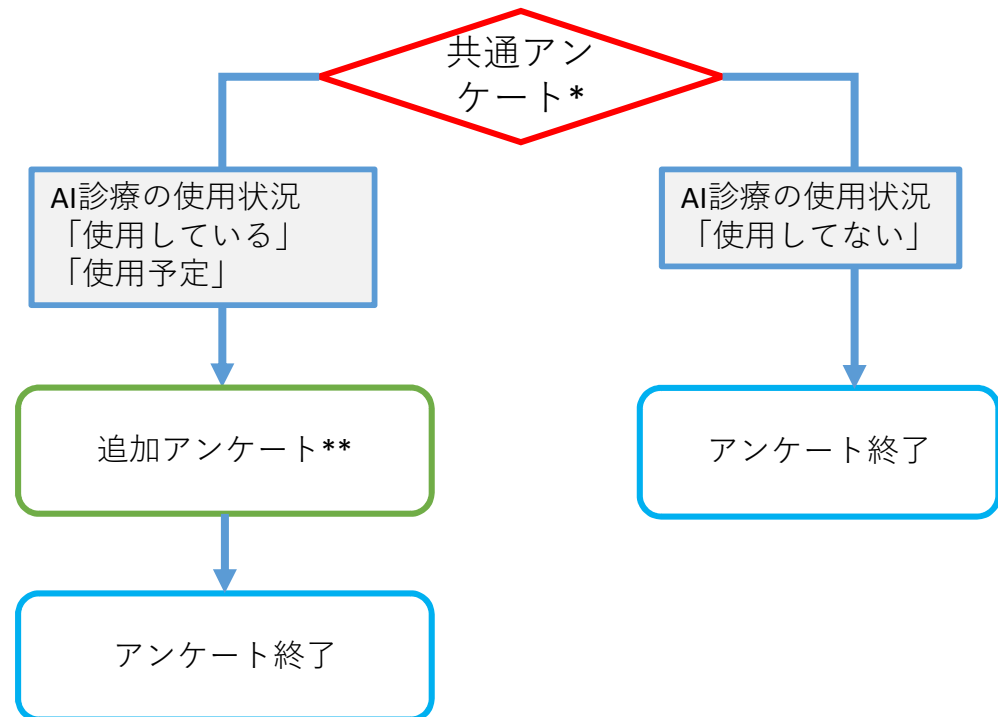 共通アン
ケート*
AI診療の使用状況
「使用している」
「使用予定」
AI診療の使用状況
「使用してない」
追加アンケート**
アンケート終了
アンケート終了